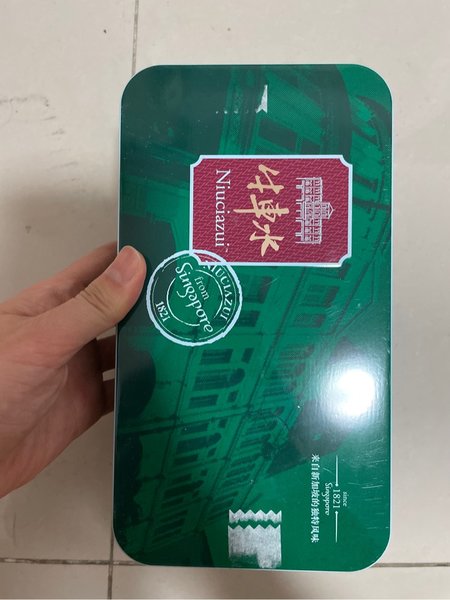 牛車水
Niuciazui
NIUCIAZUI
from
Singapore
1821
since
1821
Singapore
来自新加坡的独特风味